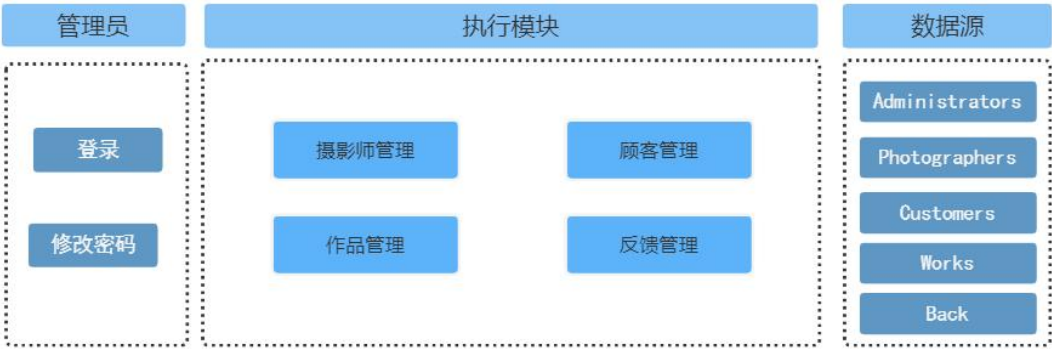 管理员
执行模块
数据源
登录
修改密码
摄影师管理
顾客管理
作品管理
反馈管理
Administrators
Photographers
Customers
Works
Back